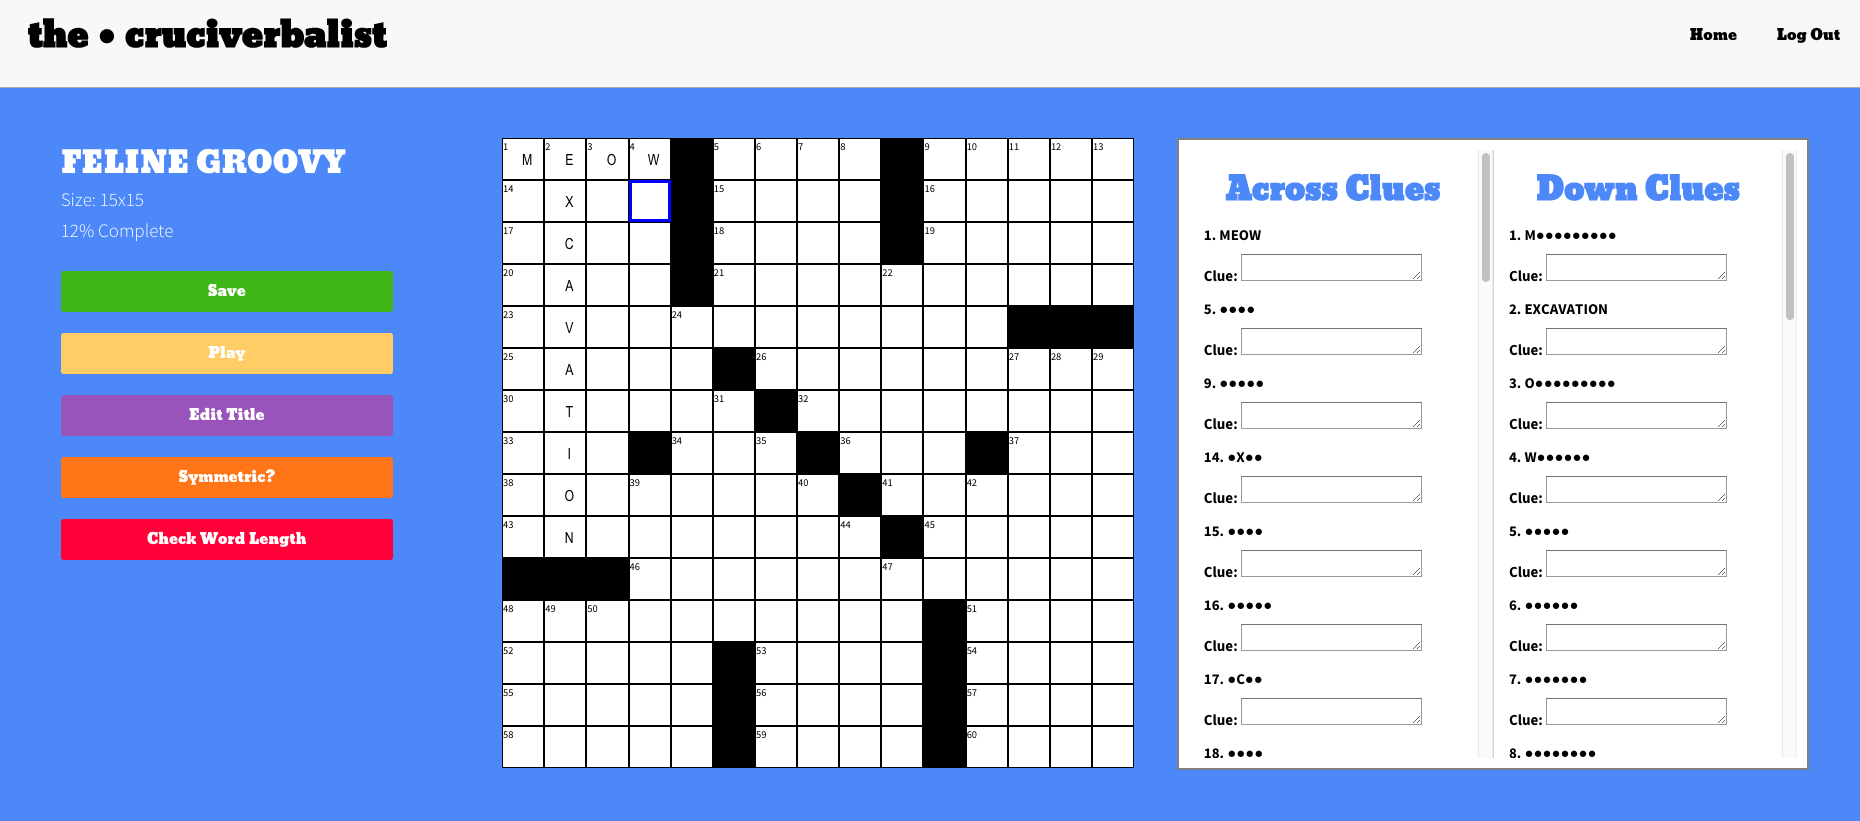 the • cruciverbalist
Home
Log Out
FELINE GROOVY
Size: 15x15
12% Complete
Save
Play
Edit Title
Symmetric?
Check Word Length
1 M 2 E 3 O 4 W 5 6 7 8 9 10 11 12 13
14 X 15 16
17 C 18 19
20 A 21 22
23 V 24
25 A 26 27 28 29
30 T 31 32
33 I 34 35 36 37
38 O 39 40 41 42
43 N 44 45
46 47
48 49 50 51
52 53 54
55 56 57
58 59 60
Across Clues
1. MEOW
Clue:
5. ●●●●
Clue:
9. ●●●●●
Clue:
14. ●X●●
Clue:
15. ●●●●
Clue:
16. ●●●●●
Clue:
17. ●C●●
Clue:
18. ●●●●
Down Clues
1. M●●●●●●●●●
Clue:
2. EXCAVATION
Clue:
3. O●●●●●●●●●
Clue:
4. W●●●●●●
Clue:
5. ●●●●●
Clue:
6. ●●●●●●
Clue:
7. ●●●●●●●
Clue:
8. ●●●●●●●●